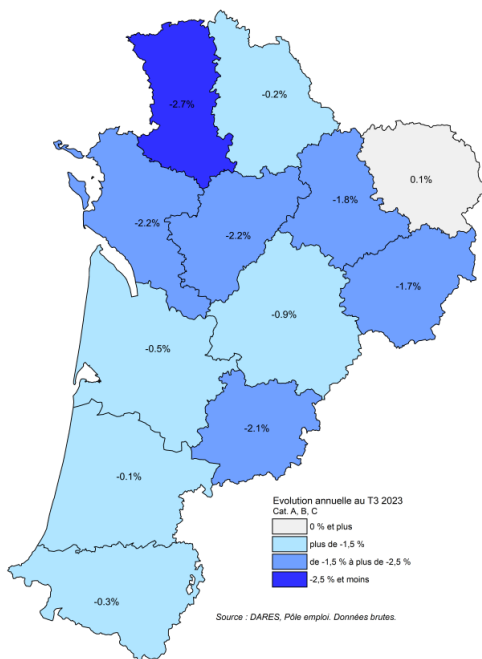 -2.7%
-0.2%
0.1%
-1.8%
-2.2%
-2.2%
-1.7%
-0.9%
-0.5%
-2.1%
-0.1%
-0.3%
Evolution annuelle au T3 2023
Cat. A, B, C
0 % et plus
plus de -1,5 %
de -1,5 % à plus de -2,5 %
-2,5 % et moins
Source : DARES, Pôle emploi. Données brutes.